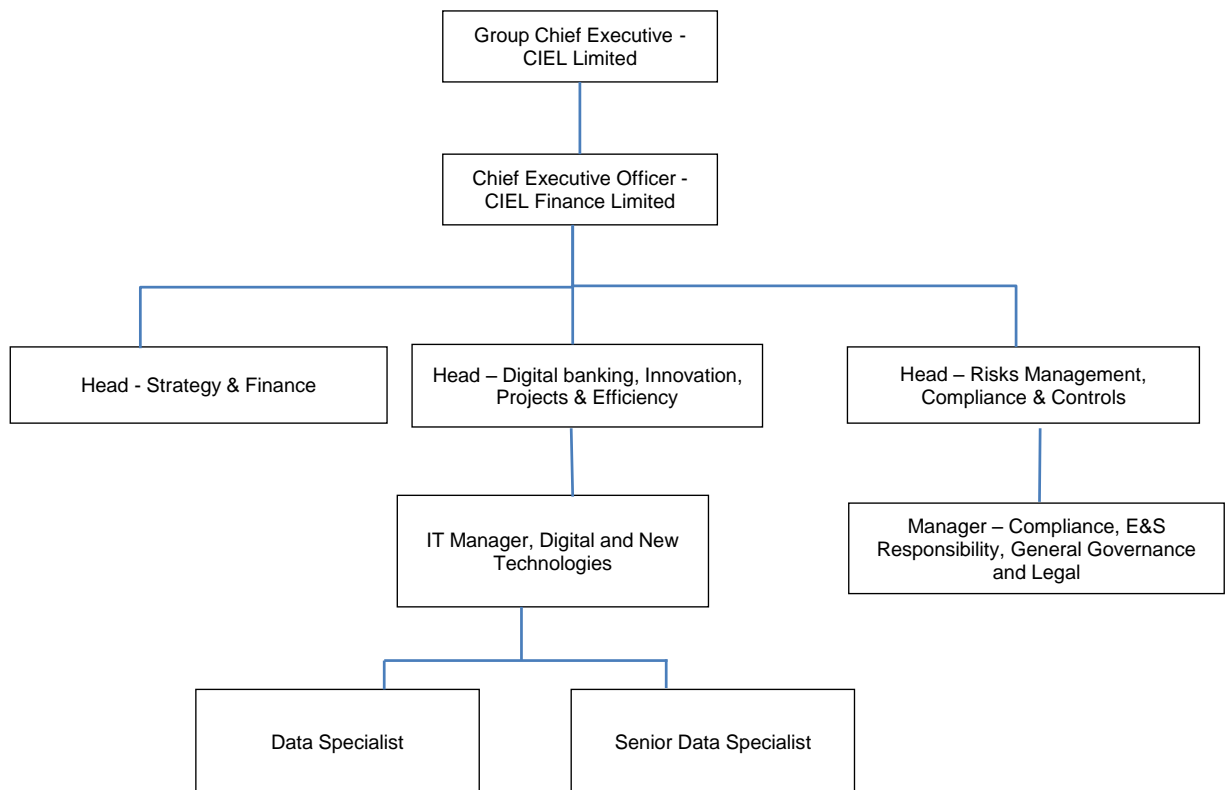 Group Chief Executive -
CIEL Limited
Chief Executive Officer -
CIEL Finance Limited
Head - Strategy & Finance
Head – Digital banking, Innovation,
Projects & Efficiency
Head – Risks Management,
Compliance & Controls
IT Manager, Digital and New
Technologies
Manager – Compliance, E&S
Responsibility, General Governance
and Legal
Data Specialist
Senior Data Specialist